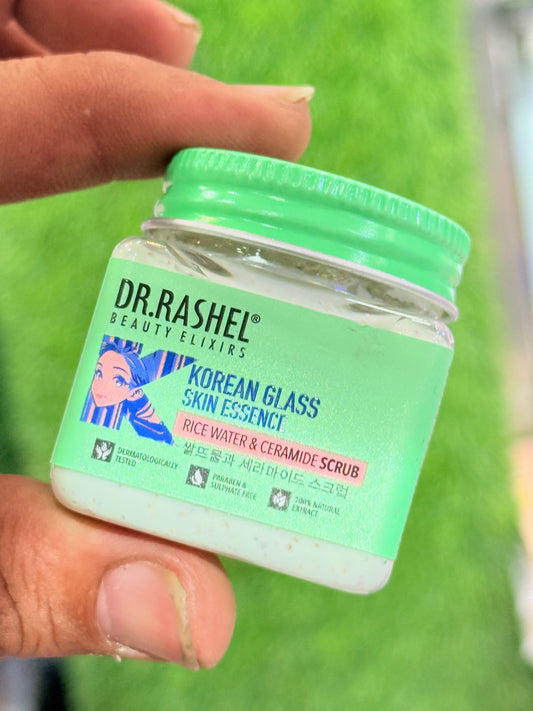 DR.RASHEL®
BEAUTY ELIXIRS
KOREAN GLASS
SKIN ESSENCE
RICE WATER & CERAMIDE SCRUB
쌀뜨물과 세라마이드 스크럽
DERMATOLOGICALLY
TESTED
PARABEN &
SULPHATE FREE
100% NATURAL
EXTRACT